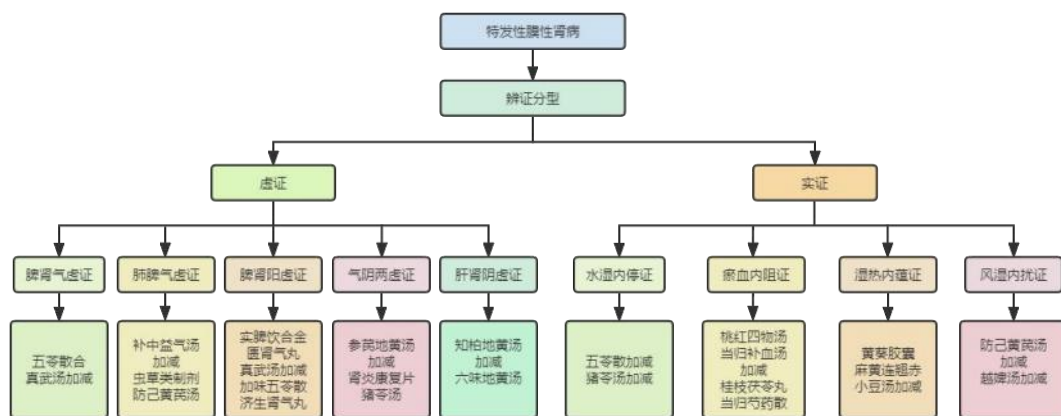 特发性膜性肾病
辨证分型
虚证
实证
脾肾气虚证
肺脾气虚证
脾肾阳虚证
气阴两虚证
肝肾阴虚证
水湿内停证
瘀血内阻证
湿热内蕴证
风湿内扰证
五苓散合
真武汤加减
补中益气汤
加减
虫草类制剂
防己黄芪汤
实脾饮合金
匮肾气丸
真武汤加减
加味五苓散
济生肾气丸
参芪地黄汤
加减
肾炎康复片
猪苓汤
知柏地黄汤
加减
六味地黄汤
五苓散加减
猪苓汤加减
桃红四物汤
当归补血汤
加减
桂枝茯苓丸
当归芍药散
黄葵胶囊
麻黄连翘赤
小豆汤加减
防己黄芪汤
加减
越婢汤加减